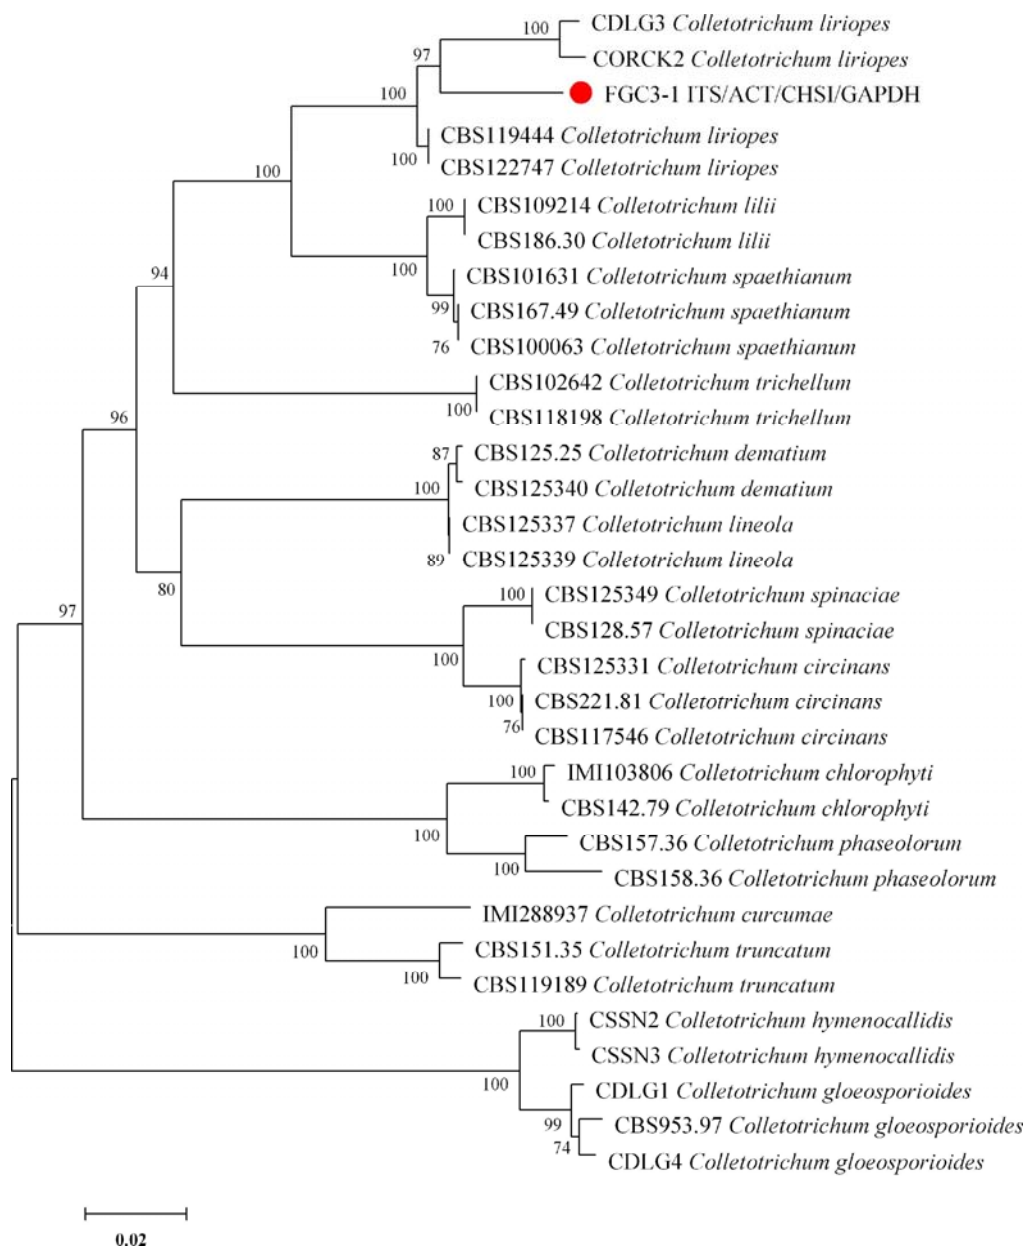 100
CDLG3 Colletotrichum liriopes
97
CORCK2 Colletotrichum liriopes
100
FGC3-1 ITS/ACT/CHSI/GAPDH
CBS119444 Colletotrichum liriopes
100
CBS122747 Colletotrichum liriopes
100
100
CBS109214 Colletotrichum lilii
CBS186.30 Colletotrichum lilii
100
94
CBS101631 Colletotrichum spaethianum
99
CBS167.49 Colletotrichum spaethianum
76
CBS100063 Colletotrichum spaethianum
CBS102642 Colletotrichum trichellum
100
CBS118198 Colletotrichum trichellum
96
87
CBS125.25 Colletotrichum dematium
100
CBS125340 Colletotrichum dematium
CBS125337 Colletotrichum lineola
89
CBS125339 Colletotrichum lineola
80
100
CBS125349 Colletotrichum spinaciae
97
CBS128.57 Colletotrichum spinaciae
100
CBS125331 Colletotrichum circinans
100
CBS221.81 Colletotrichum circinans
76
CBS117546 Colletotrichum circinans
100
IMI103806 Colletotrichum chlorophyti
CBS142.79 Colletotrichum chlorophyti
100
CBS157.36 Colletotrichum phaseolorum
100
CBS158.36 Colletotrichum phaseolorum
IMI288937 Colletotrichum curcumae
100
CBS151.35 Colletotrichum truncatum
100
CBS119189 Colletotrichum truncatum
100
CSSN2 Colletotrichum hymenocallidis
CSSN3 Colletotrichum hymenocallidis
100
CDLG1 Colletotrichum gloeosporioides
99
CBS953.97 Colletotrichum gloeosporioides
74
CDLG4 Colletotrichum gloeosporioides
0.02